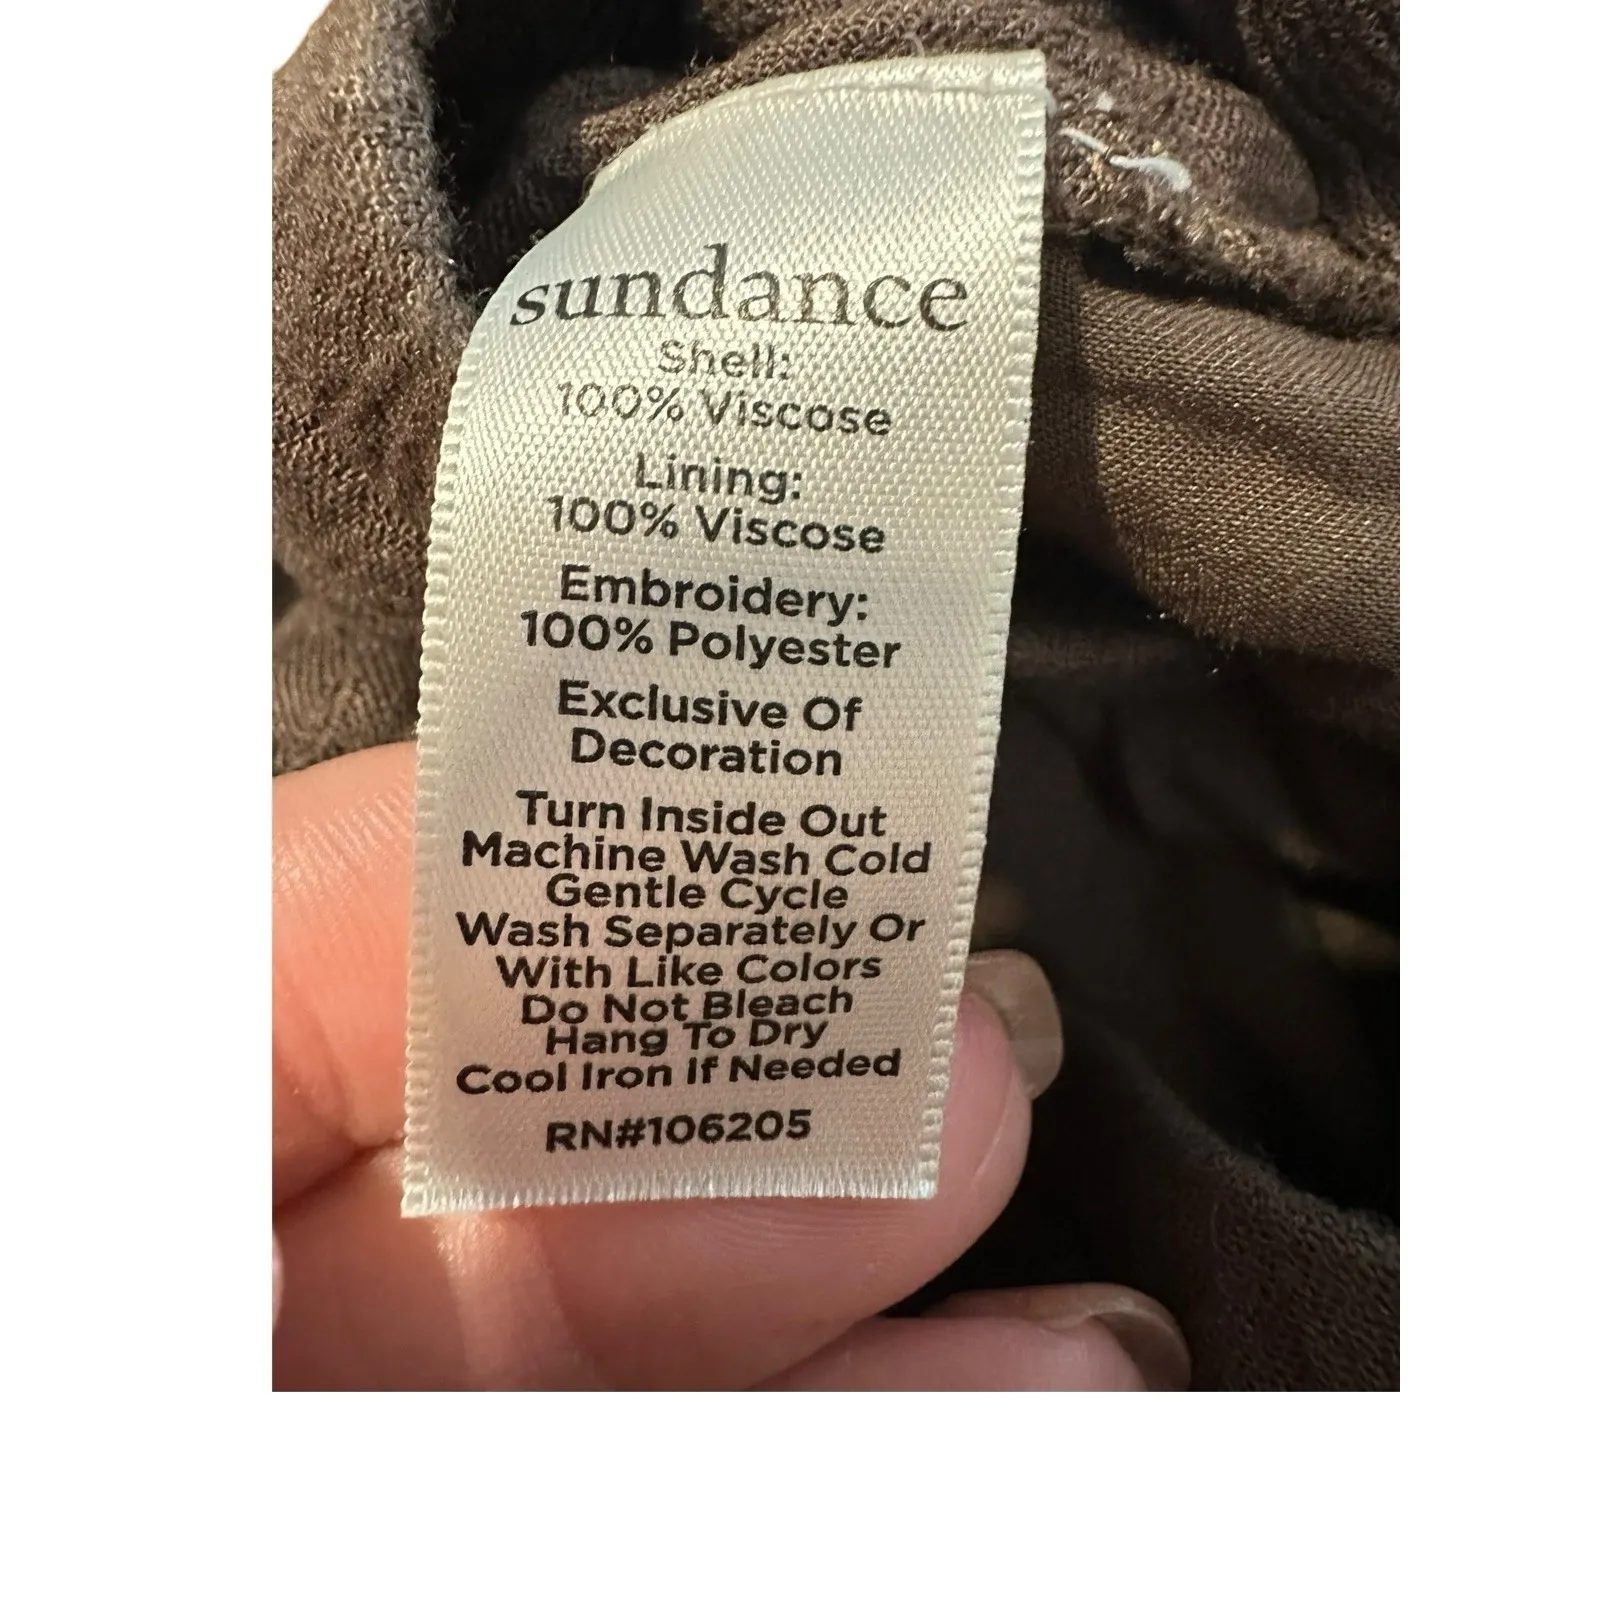 sundance
Shell:
100% Viscose
Lining:
100% Viscose
Embroidery:
100% Polyester
Exclusive Of
Decoration
Turn Inside Out
Machine Wash Cold
Gentle Cycle
Wash Separately Or
With Like Colors
Do Not Bleach
Hang To Dry
Cool Iron If Needed
RN#106205